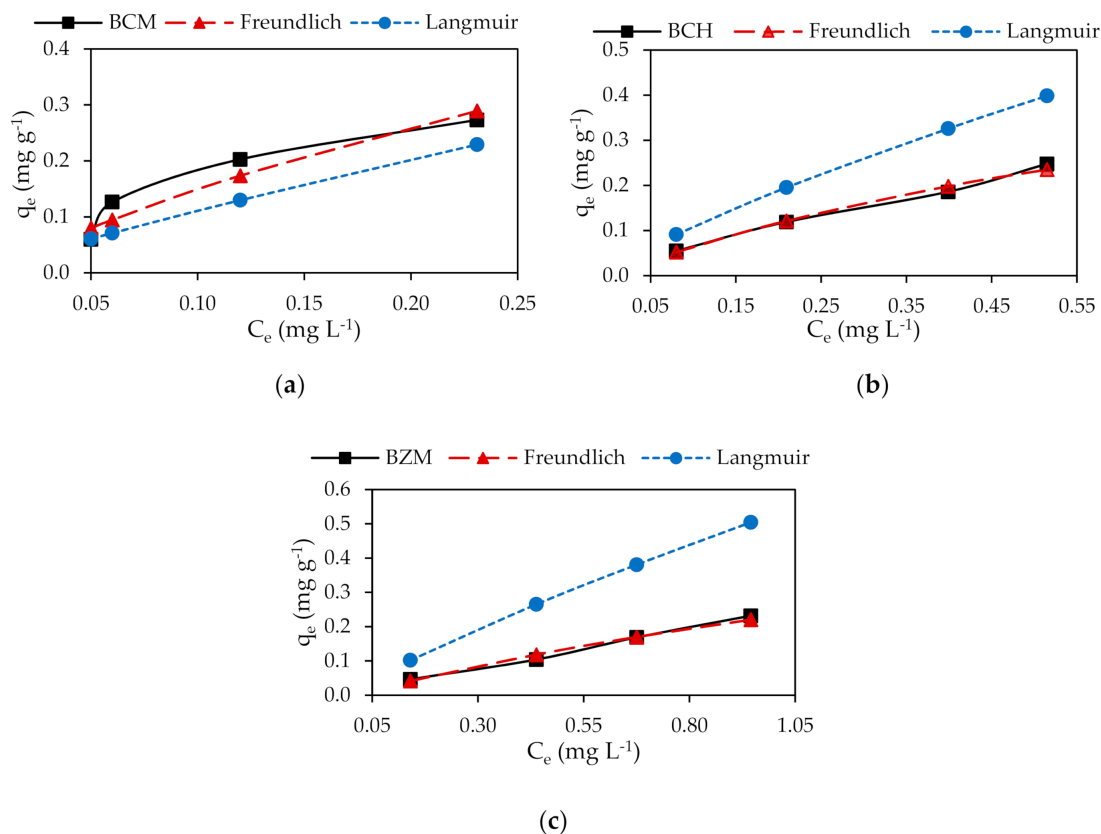 BCM Freundlich Langmuir
0.4
0.3
0.2
0.1
0.0
qe (mg g-1)
0.05 0.10 0.15 0.20 0.25
Ce (mg L-1)
(a)
BCH Freundlich Langmuir
0.5
0.4
0.3
0.2
0.1
0.0
qe (mg g-1)
0.05 0.15 0.25 0.35 0.45 0.55
Ce (mg L-1)
(b)
BZM Freundlich Langmuir
0.6
0.5
0.4
0.3
0.2
0.1
0.0
qe (mg g-1)
0.05 0.30 0.55 0.80 1.05
Ce (mg L-1)
(c)